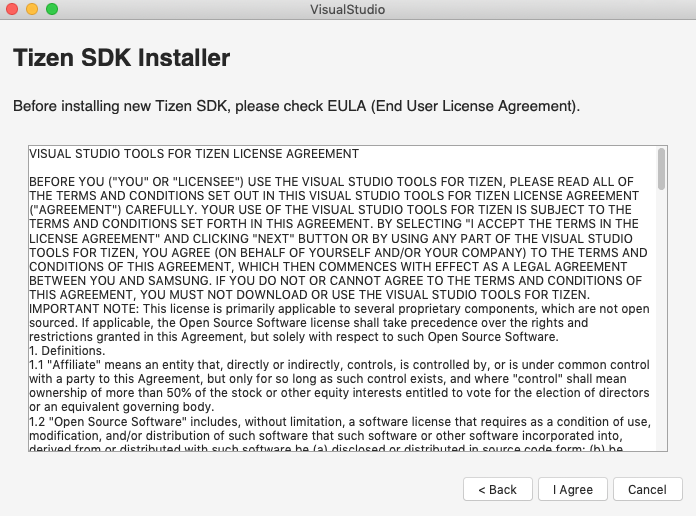 VisualStudio
Tizen SDK Installer
Before installing new Tizen SDK, please check EULA (End User License Agreement).
VISUAL STUDIO TOOLS FOR TIZEN LICENSE AGREEMENT
BEFORE YOU ("YOU" OR "LICENSEE") USE THE VISUAL STUDIO TOOLS FOR TIZEN, PLEASE READ ALL OF
THE TERMS AND CONDITIONS SET OUT IN THIS VISUAL STUDIO TOOLS FOR TIZEN LICENSE AGREEMENT
("AGREEMENT") CAREFULLY. YOUR USE OF THE VISUAL STUDIO TOOLS FOR TIZEN IS SUBJECT TO THE
TERMS AND CONDITIONS SET FORTH IN THIS AGREEMENT. BY SELECTING "I ACCEPT THE TERMS IN THE
LICENSE AGREEMENT" AND CLICKING "NEXT" BUTTON OR BY USING ANY PART OF THE VISUAL STUDIO
TOOLS FOR TIZEN, YOU AGREE (ON BEHALF OF YOURSELF AND/OR YOUR COMPANY) TO THE TERMS AND
CONDITIONS OF THIS AGREEMENT, WHICH THEN COMMENCES WITH EFFECT AS A LEGAL AGREEMENT
BETWEEN YOU AND SAMSUNG. IF YOU DO NOT OR CANNOT AGREE TO THE TERMS AND CONDITIONS OF
THIS AGREEMENT, YOU MUST NOT DOWNLOAD OR USE THE VISUAL STUDIO TOOLS FOR TIZEN.
IMPORTANT NOTE: This license is primarily applicable to several proprietary components, which are not open
sourced. If applicable, the Open Source Software license shall take precedence over the rights and
restrictions granted in this Agreement, but solely with respect to such Open Source Software.
1. Definitions.
1.1 "Affiliate" means an entity that, directly or indirectly, controls, is controlled by, or is under common control
with a party to this Agreement, but only for so long as such control exists, and where "control" shall mean
ownership of more than 50% of the stock or other equity interests entitled to vote for the election of directors
or an equivalent governing body.
1.2 "Open Source Software" includes, without limitation, a software license that requires as a condition of use,
modification, and/or distribution of such software that such software or other software incorporated into,
derived from or distributed with such software be (a) disclosed or distributed in source code form; (b) be
< Back
I Agree
Cancel